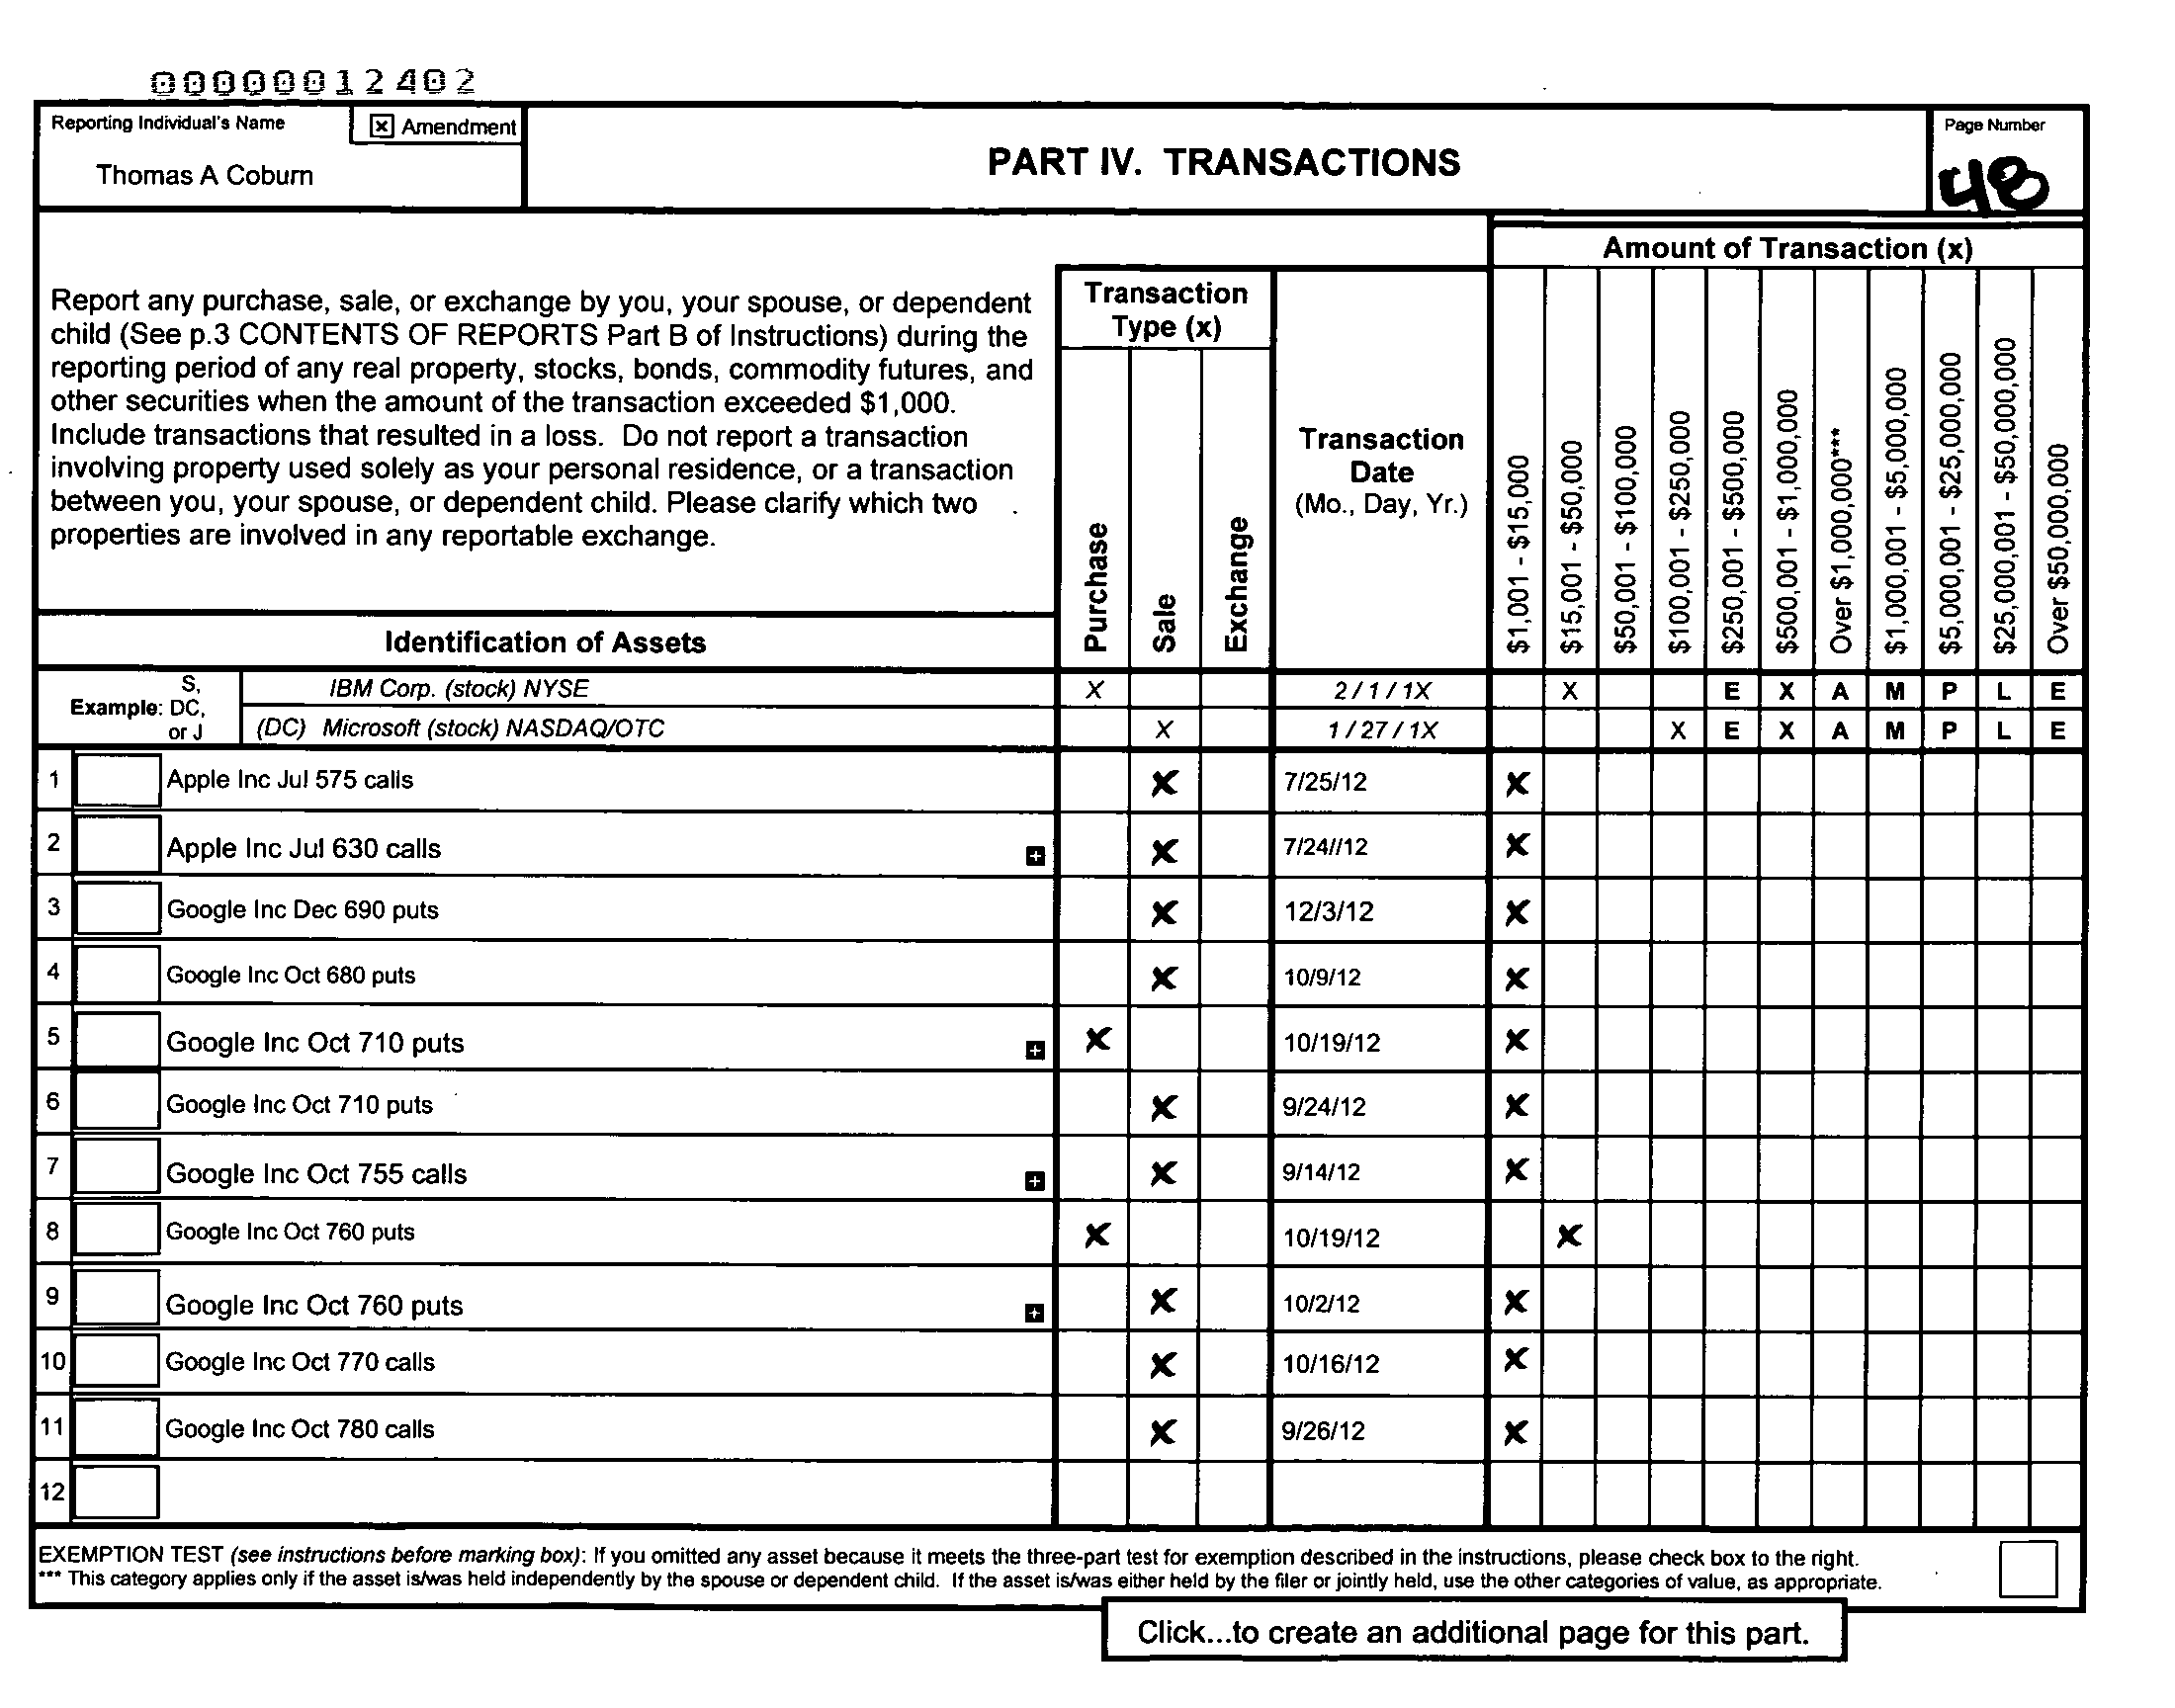 00000012402
Reporting Individual's Name
[x] Amendment
Thomas A Coburn
PART IV. TRANSACTIONS
Page Number
48
Report any purchase, sale, or exchange by you, your spouse, or dependent
child (See p.3 CONTENTS OF REPORTS Part B of Instructions) during the
reporting period of any real property, stocks, bonds, commodity futures, and
other securities when the amount of the transaction exceeded $1,000.
Include transactions that resulted in a loss. Do not report a transaction
involving property used solely as your personal residence, or a transaction
between you, your spouse, or dependent child. Please clarify which two
properties are involved in any reportable exchange.
Identification of Assets
Transaction
Type (x)
Purchase
Sale
Exchange
Transaction
Date
(Mo., Day, Yr.)
Amount of Transaction (x)
$1,001 - $15,000
$15,001 - $50,000
$50,001 - $100,000
$100,001 - $250,000
$250,001 - $500,000
$500,001 - $1,000,000
Over $1,000,000***
$1,000,001 - $5,000,000
$5,000,001 - $25,000,000
$25,000,001 - $50,000,000
Over $50,000,000
Example: S, DC, or J
IBM Corp. (stock) NYSE X 2/1/1X X E X A M P L E
(DC) Microsoft (stock) NASDAQ/OTC X 1/27/1X X E X A M P L E
1 Apple Inc Jul 575 calls X 7/25/12 X
2 Apple Inc Jul 630 calls + X 7/24//12 X
3 Google Inc Dec 690 puts X 12/3/12 X
4 Google Inc Oct 680 puts X 10/9/12 X
5 Google Inc Oct 710 puts + X 10/19/12 X
6 Google Inc Oct 710 puts X 9/24/12 X
7 Google Inc Oct 755 calls + X 9/14/12 X
8 Google Inc Oct 760 puts X 10/19/12 X
9 Google Inc Oct 760 puts + X 10/2/12 X
10 Google Inc Oct 770 calls X 10/16/12 X
11 Google Inc Oct 780 calls X 9/26/12 X
12
EXEMPTION TEST (see instructions before marking box): If you omitted any asset because it meets the three-part test for exemption described in the instructions, please check box to the right.
*** This category applies only if the asset is/was held independently by the spouse or dependent child. If the asset is/was either held by the filer or jointly held, use the other categories of value, as appropriate.
Click...to create an additional page for this part.